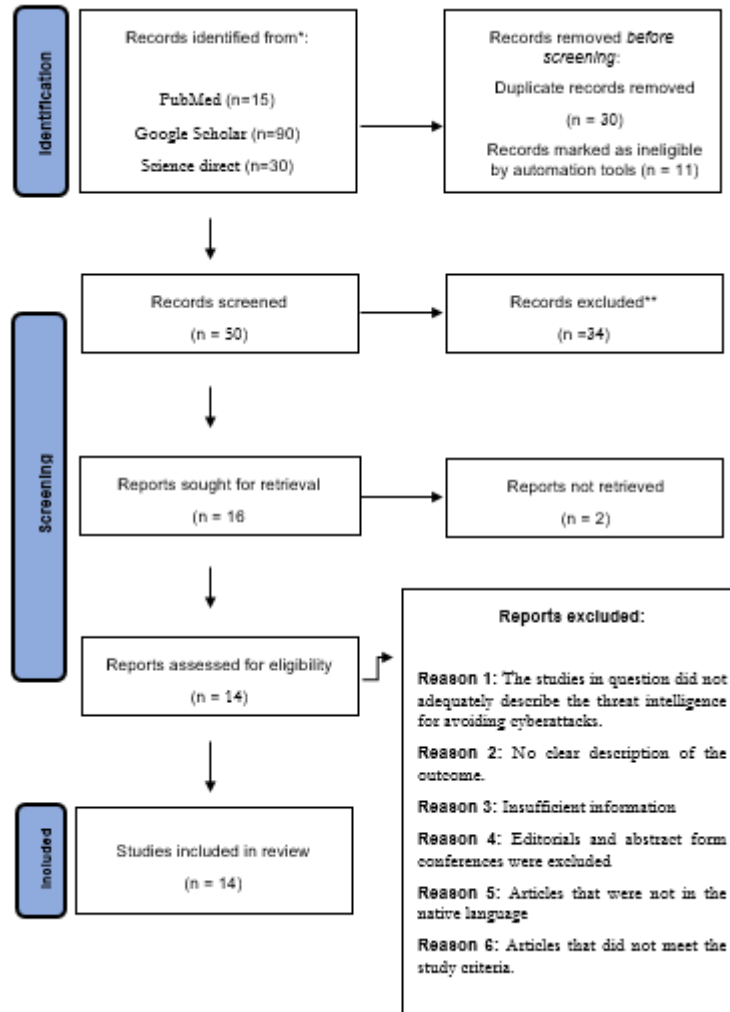 Identification
Records identified from*:
PubMed (n=15)
Google Scholar (n=90)
Science direct (n=30)
Records removed before
screening:
Duplicate records removed
(n = 30)
Records marked as ineligible
by automation tools (n = 11)
Screening
Records screened
(n = 50)
Records excluded**
(n =34)
Reports sought for retrieval
(n = 16
Reports not retrieved
(n = 2)
Reports assessed for eligibility
(n = 14)
Reports excluded:
Reason 1: The studies in question did not
adequately describe the threat intelligence
for avoiding cyberattacks.
Reason 2: No clear description of the
outcome.
Reason 3: Insufficient information
Reason 4: Editorials and abstract form
conferences were excluded
Reason 5: Articles that were not in the
native language
Reason 6: Articles that did not meet the
study criteria.
Included
Studies included in review
(n = 14)